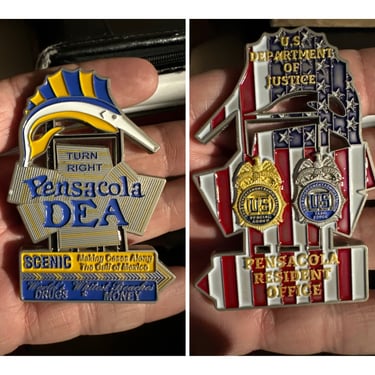 TURN
RIGHT
Pensacola
DEA
SCENIC
Making Cases Along
The Gulf of Mexico
World's Whitest Beaches
DRUGS & MONEY
U.S.
DEPARTMENT
OF
JUSTICE
U S
U S
PENSACOLA
RESIDENT
OFFICE